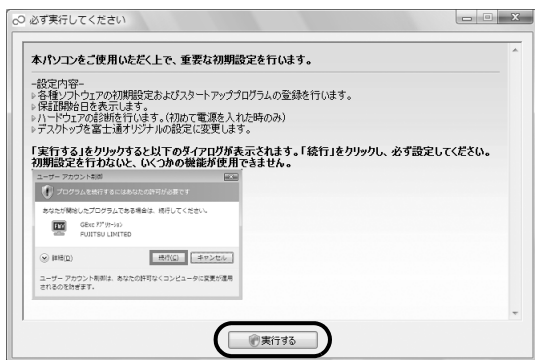 必ず実行してください
本パソコンをご使用いただく上で、重要な初期設定を行います。
-設定内容-
▷各種ソフトウェアの初期設定およびスタートアッププログラムの登録を行います。
▷保証開始日を表示します。
▷ハードウェアの診断を行います。(初めて電源を入れた時のみ)
▷デスクトップを富士通オリジナルの設定に変更します。
「実行する」をクリックすると以下のダイアログが表示されます。「続行」をクリックし、必ず設定してください。
初期設定を行わないと、いくつかの機能が使用できません。
ユーザー アカウント制御
プログラムを続行するにはあなたの許可が必要です
あなたが開始したプログラムである場合は、続行してください。
GExc アプリケーション
FUJITSU LIMITED
詳細(D)
続行(C)
キャンセル
ユーザー アカウント制御は、あなたの許可なくコンピュータに変更が適用
されるのを防ぎます。
実行する